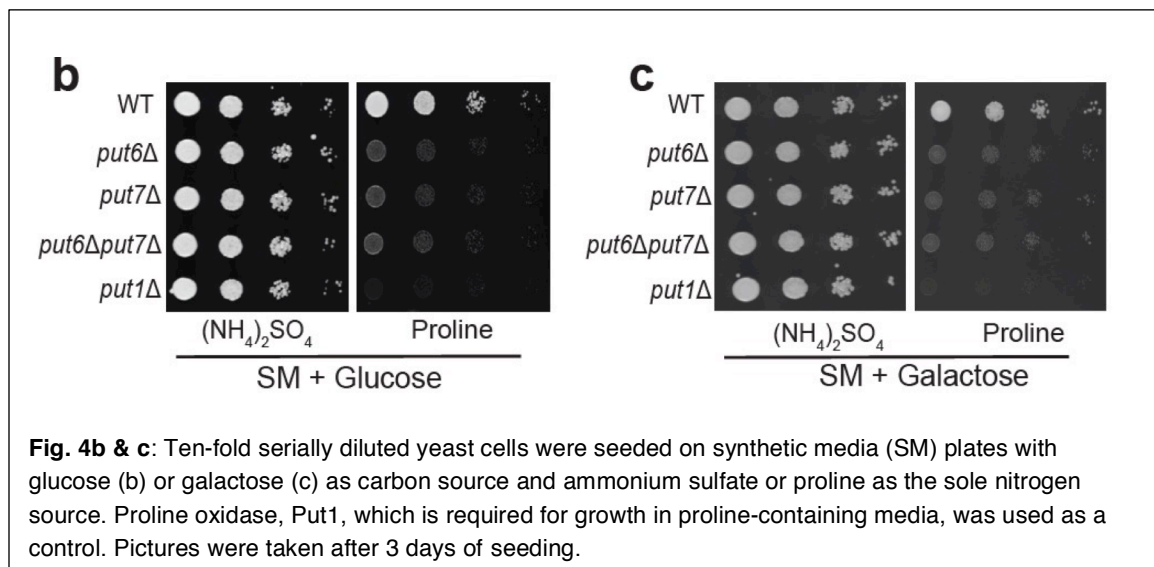 b
WT
put6Δ
put7Δ
put6Δput7Δ
put1Δ
(NH₄)₂SO₄ Proline
SM + Glucose
c
WT
put6Δ
put7Δ
put6Δput7Δ
put1Δ
(NH₄)₂SO₄ Proline
SM + Galactose
Fig. 4b & c: Ten-fold serially diluted yeast cells were seeded on synthetic media (SM) plates with
glucose (b) or galactose (c) as carbon source and ammonium sulfate or proline as the sole nitrogen
source. Proline oxidase, Put1, which is required for growth in proline-containing media, was used as a
control. Pictures were taken after 3 days of seeding.